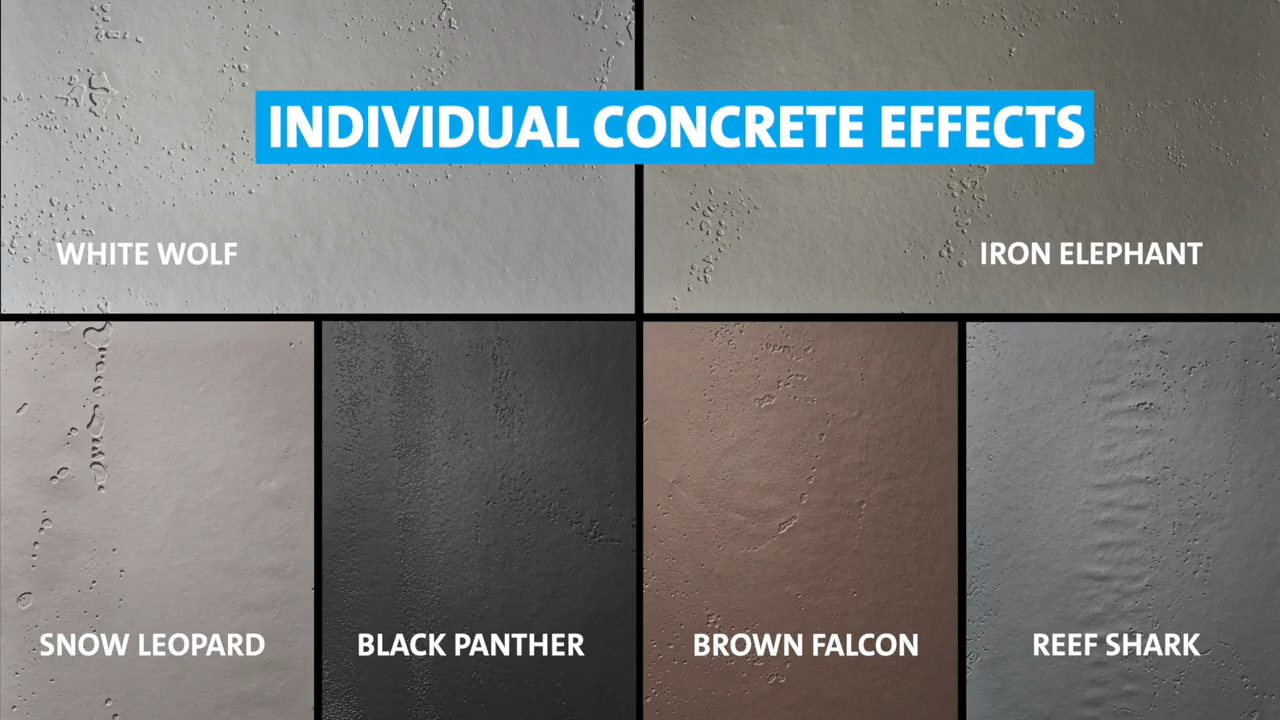 INDIVIDUAL CONCRETE EFFECTS
WHITE WOLF
IRON ELEPHANT
SNOW LEOPARD
BLACK PANTHER
BROWN FALCON
REEF SHARK